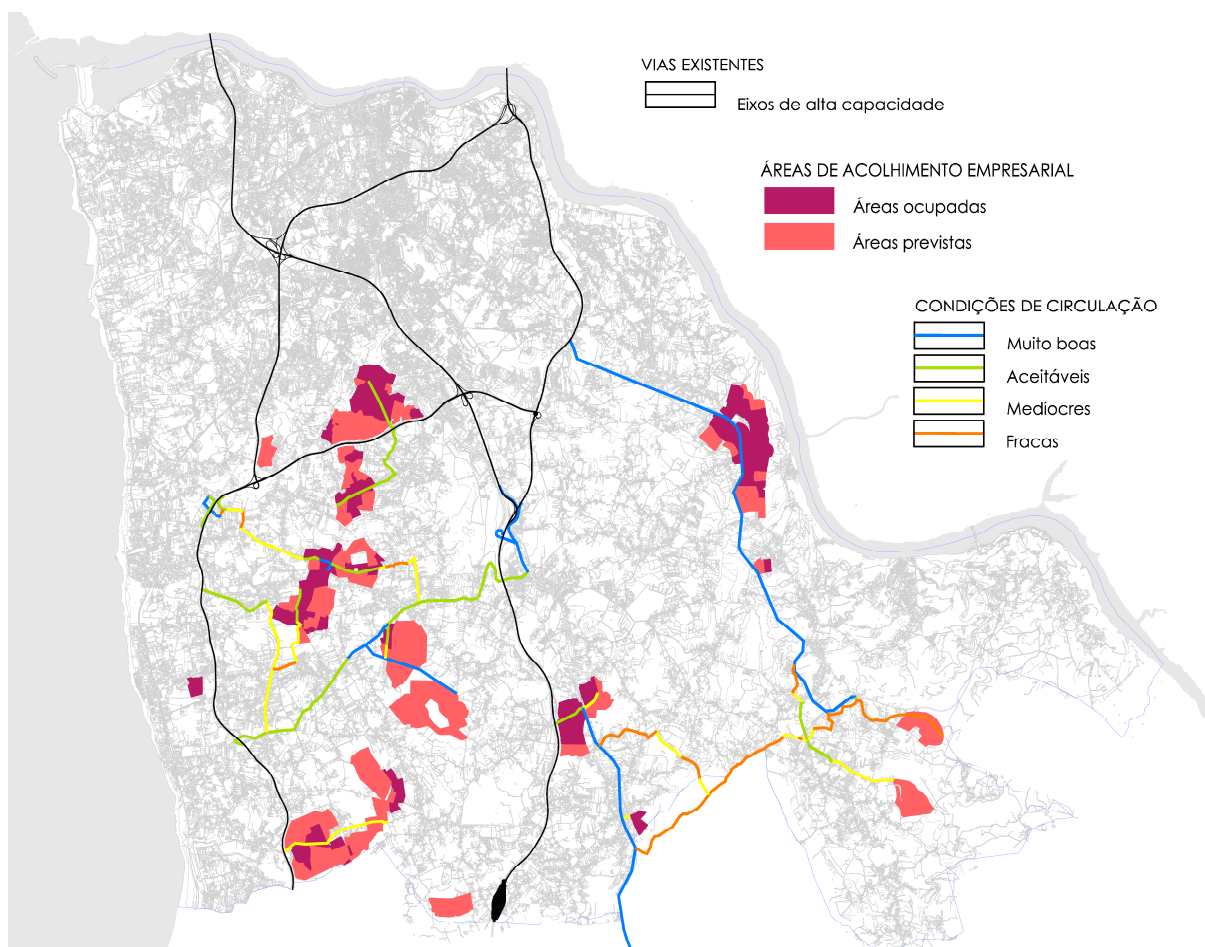 VIAS EXISTENTES
Eixos de alta capacidade
ÁREAS DE ACOLHIMENTO EMPRESARIAL
Áreas ocupadas
Áreas previstas
CONDIÇÕES DE CIRCULAÇÃO
Muito boas
Aceitáveis
Medíocres
Fracas